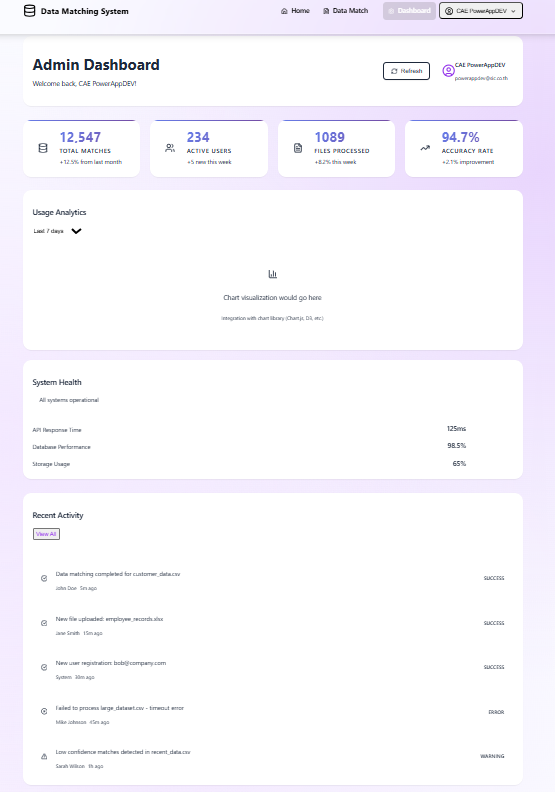 Data Matching System
Home
Data Match
Dashboard
CAE PowerAppDEV
Admin Dashboard
Welcome back, CAE PowerAppDEV!
Refresh
CAE PowerAppDEV
powerappdev@sic.co.th
12,547
TOTAL MATCHES
+12.5% from last month
234
ACTIVE USERS
+5 new this week
1089
FILES PROCESSED
+8.2% this week
94.7%
ACCURACY RATE
+2.1% improvement
Usage Analytics
Last 7 days
Chart visualization would go here
Integration with chart library (Chart.js, D3, etc.)
System Health
All systems operational
API Response Time
125ms
Database Performance
98.5%
Storage Usage
65%
Recent Activity
View All
Data matching completed for customer_data.csv
John Doe · 5m ago
SUCCESS
New file uploaded: employee_records.xlsx
Jane Smith · 15m ago
SUCCESS
New user registration: bob@company.com
System · 30m ago
SUCCESS
Failed to process large_dataset.csv - timeout error
Mike Johnson · 45m ago
ERROR
Low confidence matches detected in recent_data.csv
Sarah Wilson · 1h ago
WARNING